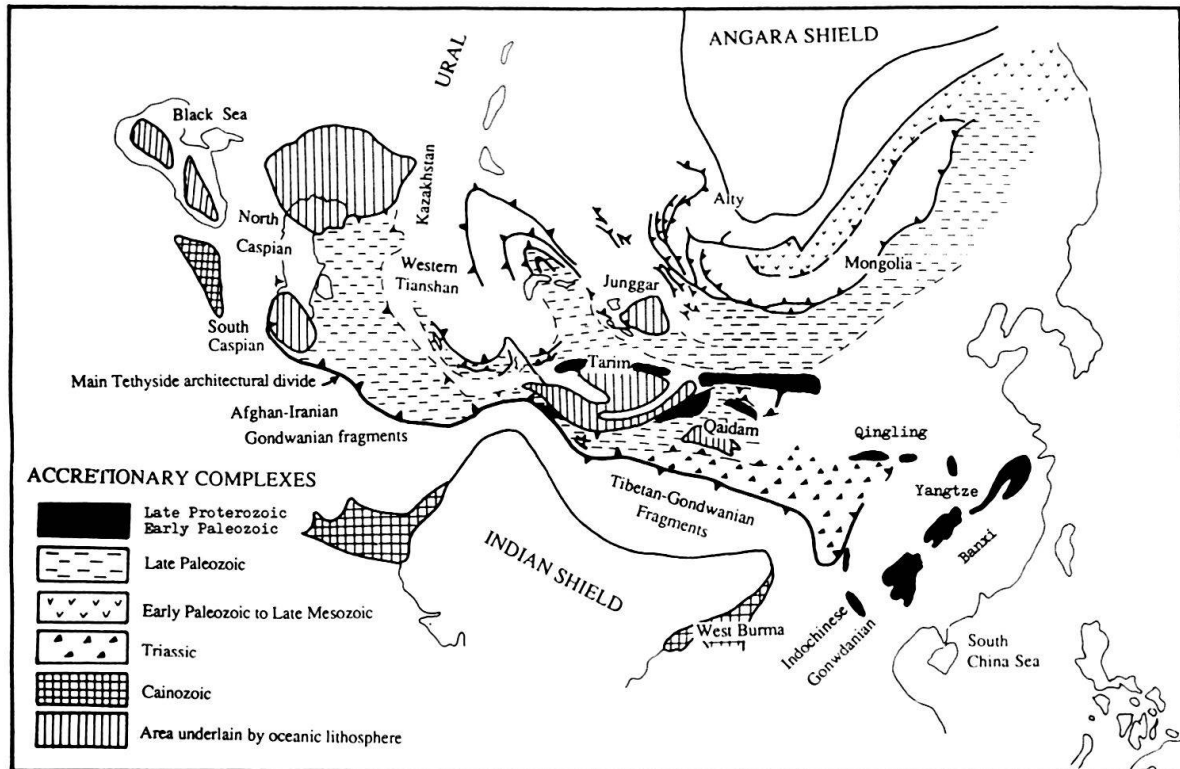 ANGARA SHIELD
URAL
Black Sea
Kazakhstan
Alty
North
Caspian
Mongolia
Western
Tianshan
Junggar
South
Caspian
Tarim
Main Tethyside architectural divide
Afghan-Iranian
Gondwanian fragments
Qaidam
Qingling
Yangtze
Banxi
Tibetan-Gondwanian
Fragments
INDIAN SHIELD
West Burma
Indochinese
Gonwdanian
South
China Sea
ACCRETIONARY COMPLEXES
Late Proterozoic
Early Paleozoic
Late Paleozoic
Early Paleozoic to Late Mesozoic
Triassic
Cainozoic
Area underlain by oceanic lithosphere